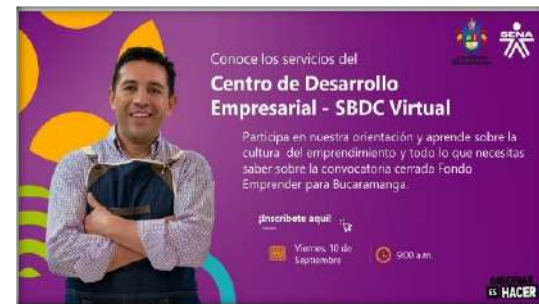 SENA
Conoce los servicios del
Centro de Desarrollo
Empresarial - SBDC Virtual
Participa en nuestra orientación y aprende sobre la
cultura del emprendimiento y todo lo que necesitas
saber sobre la convocatoria cerrada Fondo
Emprender para Bucaramanga.
¡Inscríbete aquí!
Viernes, 10 de
Septiembre
9:00 a.m.
GOBERNAR
ES HACER